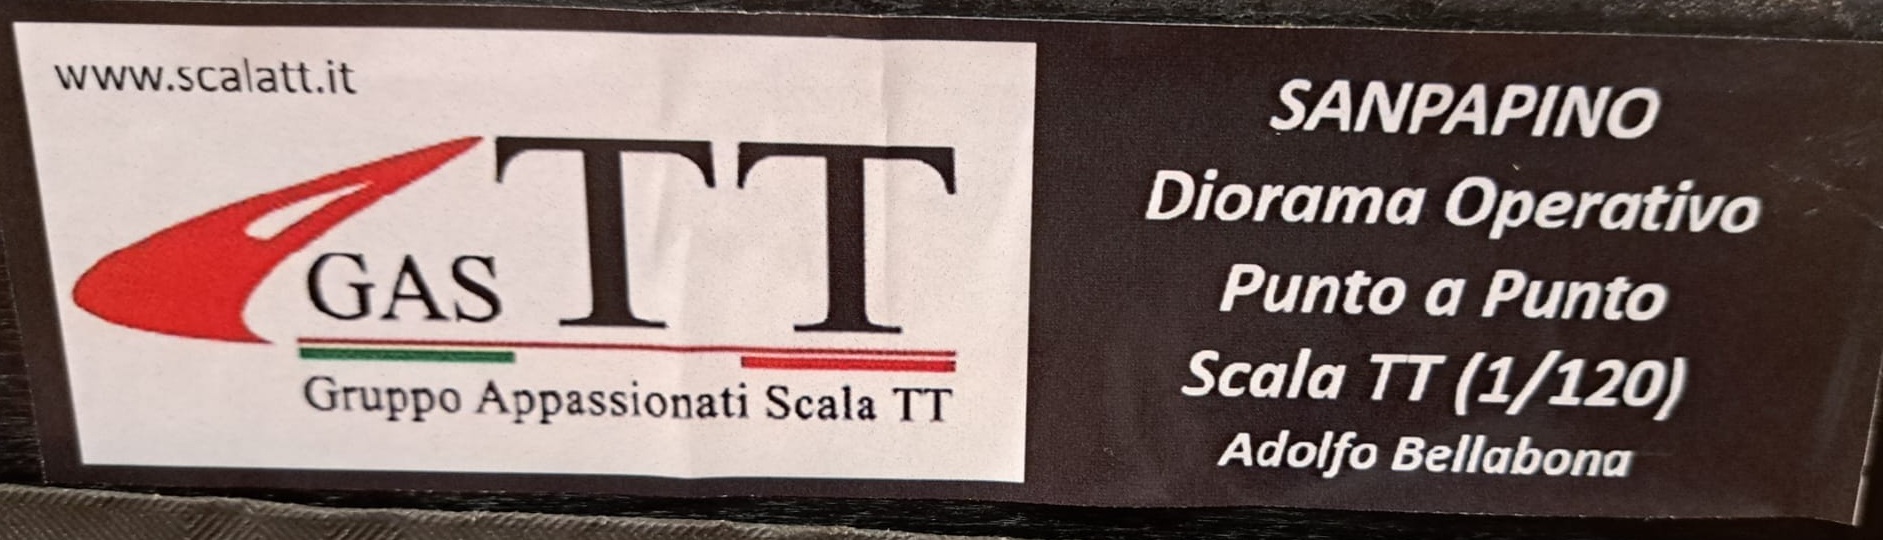 www.scalatt.it
GAS TT
Gruppo Appassionati Scala TT
SANPAPINO
Diorama Operativo
Punto a Punto
Scala TT (1/120)
Adolfo Bellabona